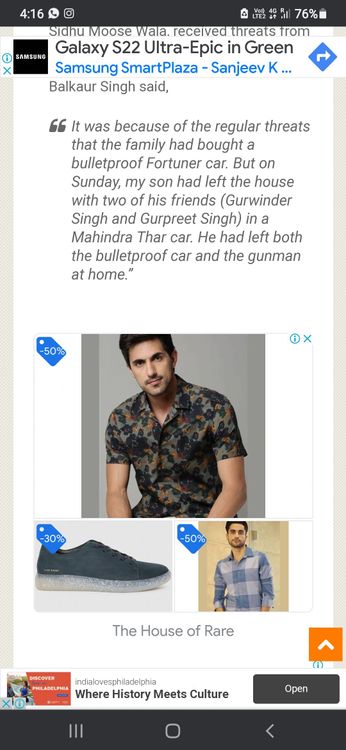 4:16
Vo))
LTE2
4G
R
76%
Sidhu Moose Wala, received threats from
SAMSUNG
Galaxy S22 Ultra-Epic in Green
Samsung SmartPlaza - Sanjeev K ...
Balkaur Singh said,
“ It was because of the regular threats
that the family had bought a
bulletproof Fortuner car. But on
Sunday, my son had left the house
with two of his friends (Gurwinder
Singh and Gurpreet Singh) in a
Mahindra Thar car. He had left both
the bulletproof car and the gunman
at home.”
-50%
-30%
-50%
The House of Rare
DISCOVER
PHILADELPHIA
indialovesphiladelphia
Where History Meets Culture
Open